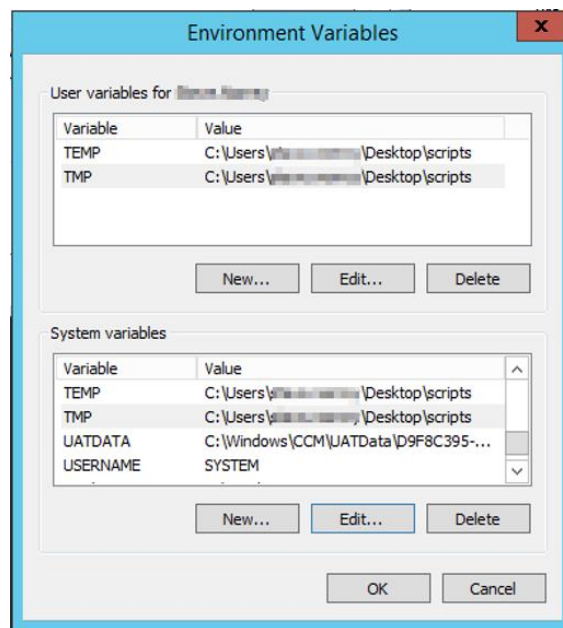 Environment Variables
x
User variables for
Variable Value
TEMP C:\Users\ \Desktop\scripts
TMP C:\Users\ \Desktop\scripts
New... Edit... Delete
System variables
Variable Value
TEMP C:\Users\ \Desktop\scripts
TMP C:\Users\ \Desktop\scripts
UATDATA C:\Windows\CCM\UATData\D9F8C395-...
USERNAME SYSTEM
New... Edit... Delete
OK Cancel